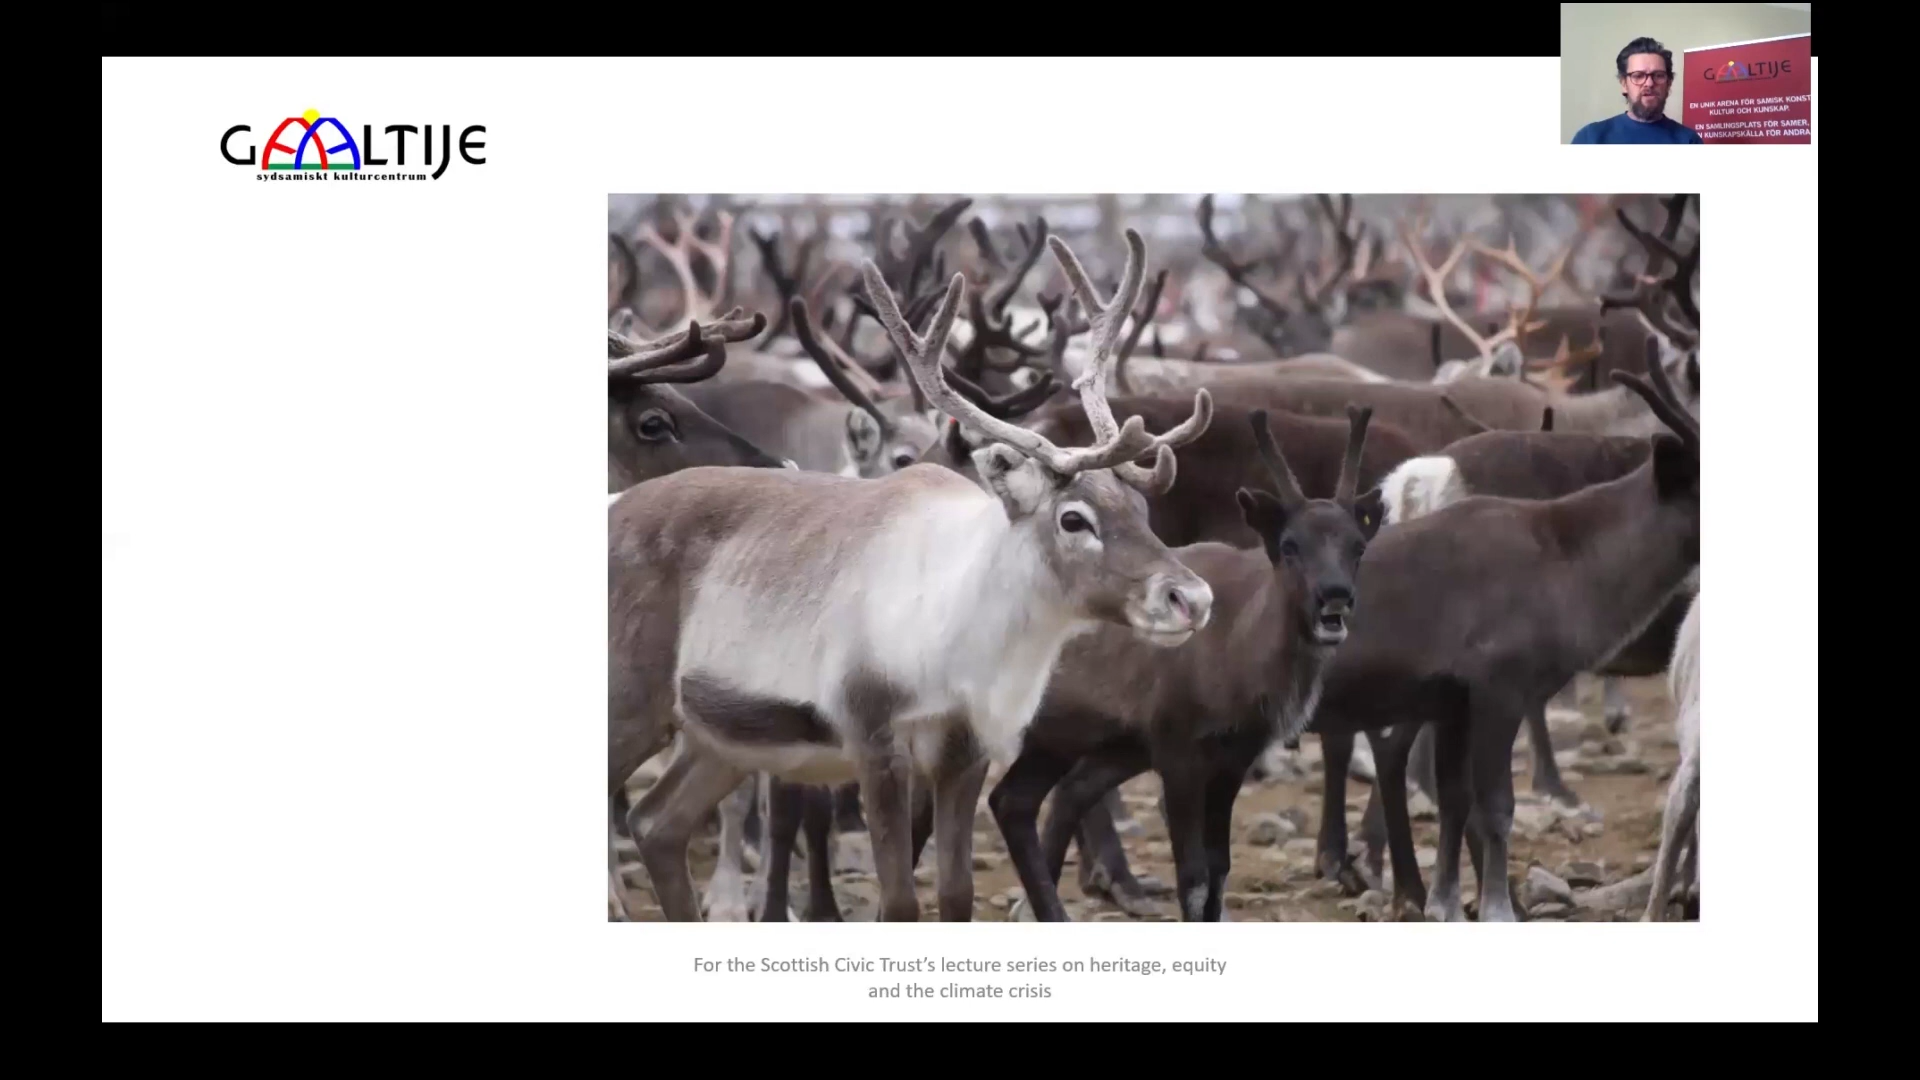 GAALTIJE
sydsamiskt kulturcentrum
GAALTIJE
EN UNIK ARENA FÖR SAMISK KONST
KULTUR OCH KUNSKAP.
EN SAMLINGSPLATS FÖR SAMER,
N KUNSKAPSKÄLLA FÖR ANDRA
For the Scottish Civic Trust’s lecture series on heritage, equity
and the climate crisis